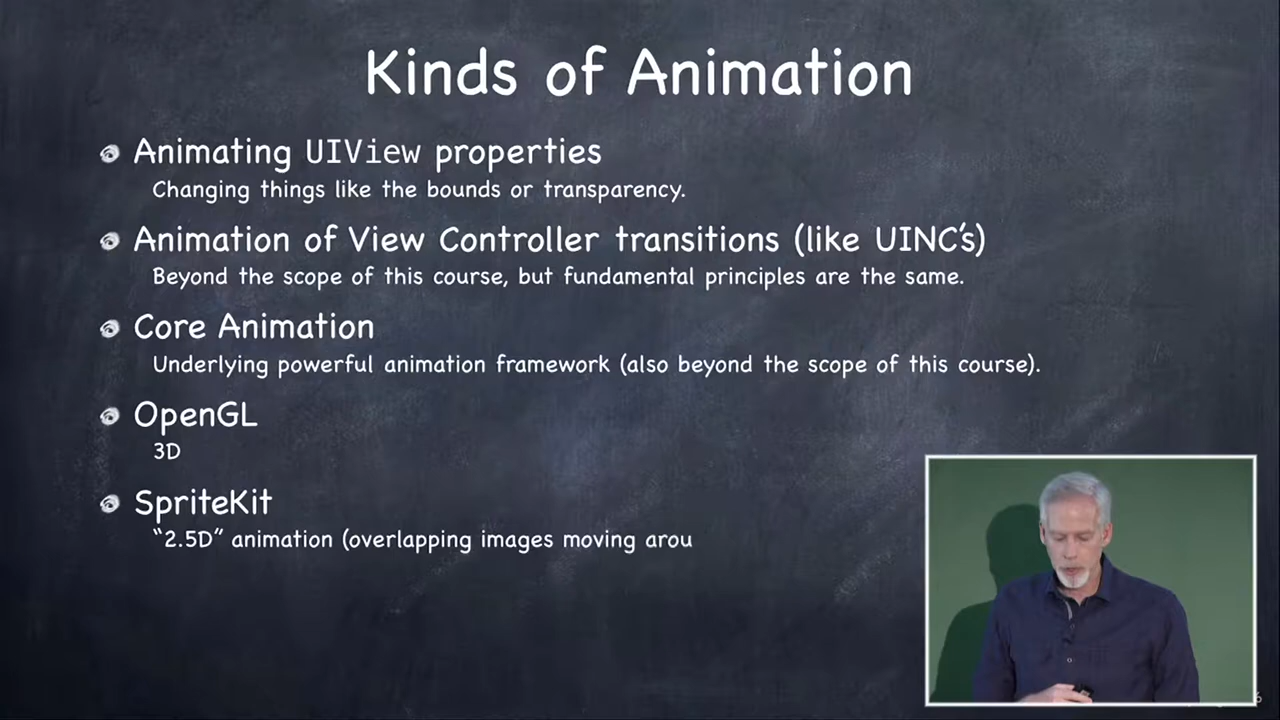 Kinds of Animation
Animating UIView properties
Changing things like the bounds or transparency.
Animation of View Controller transitions (like UINC’s)
Beyond the scope of this course, but fundamental principles are the same.
Core Animation
Underlying powerful animation framework (also beyond the scope of this course).
OpenGL
3D
SpriteKit
“2.5D” animation (overlapping images moving arou